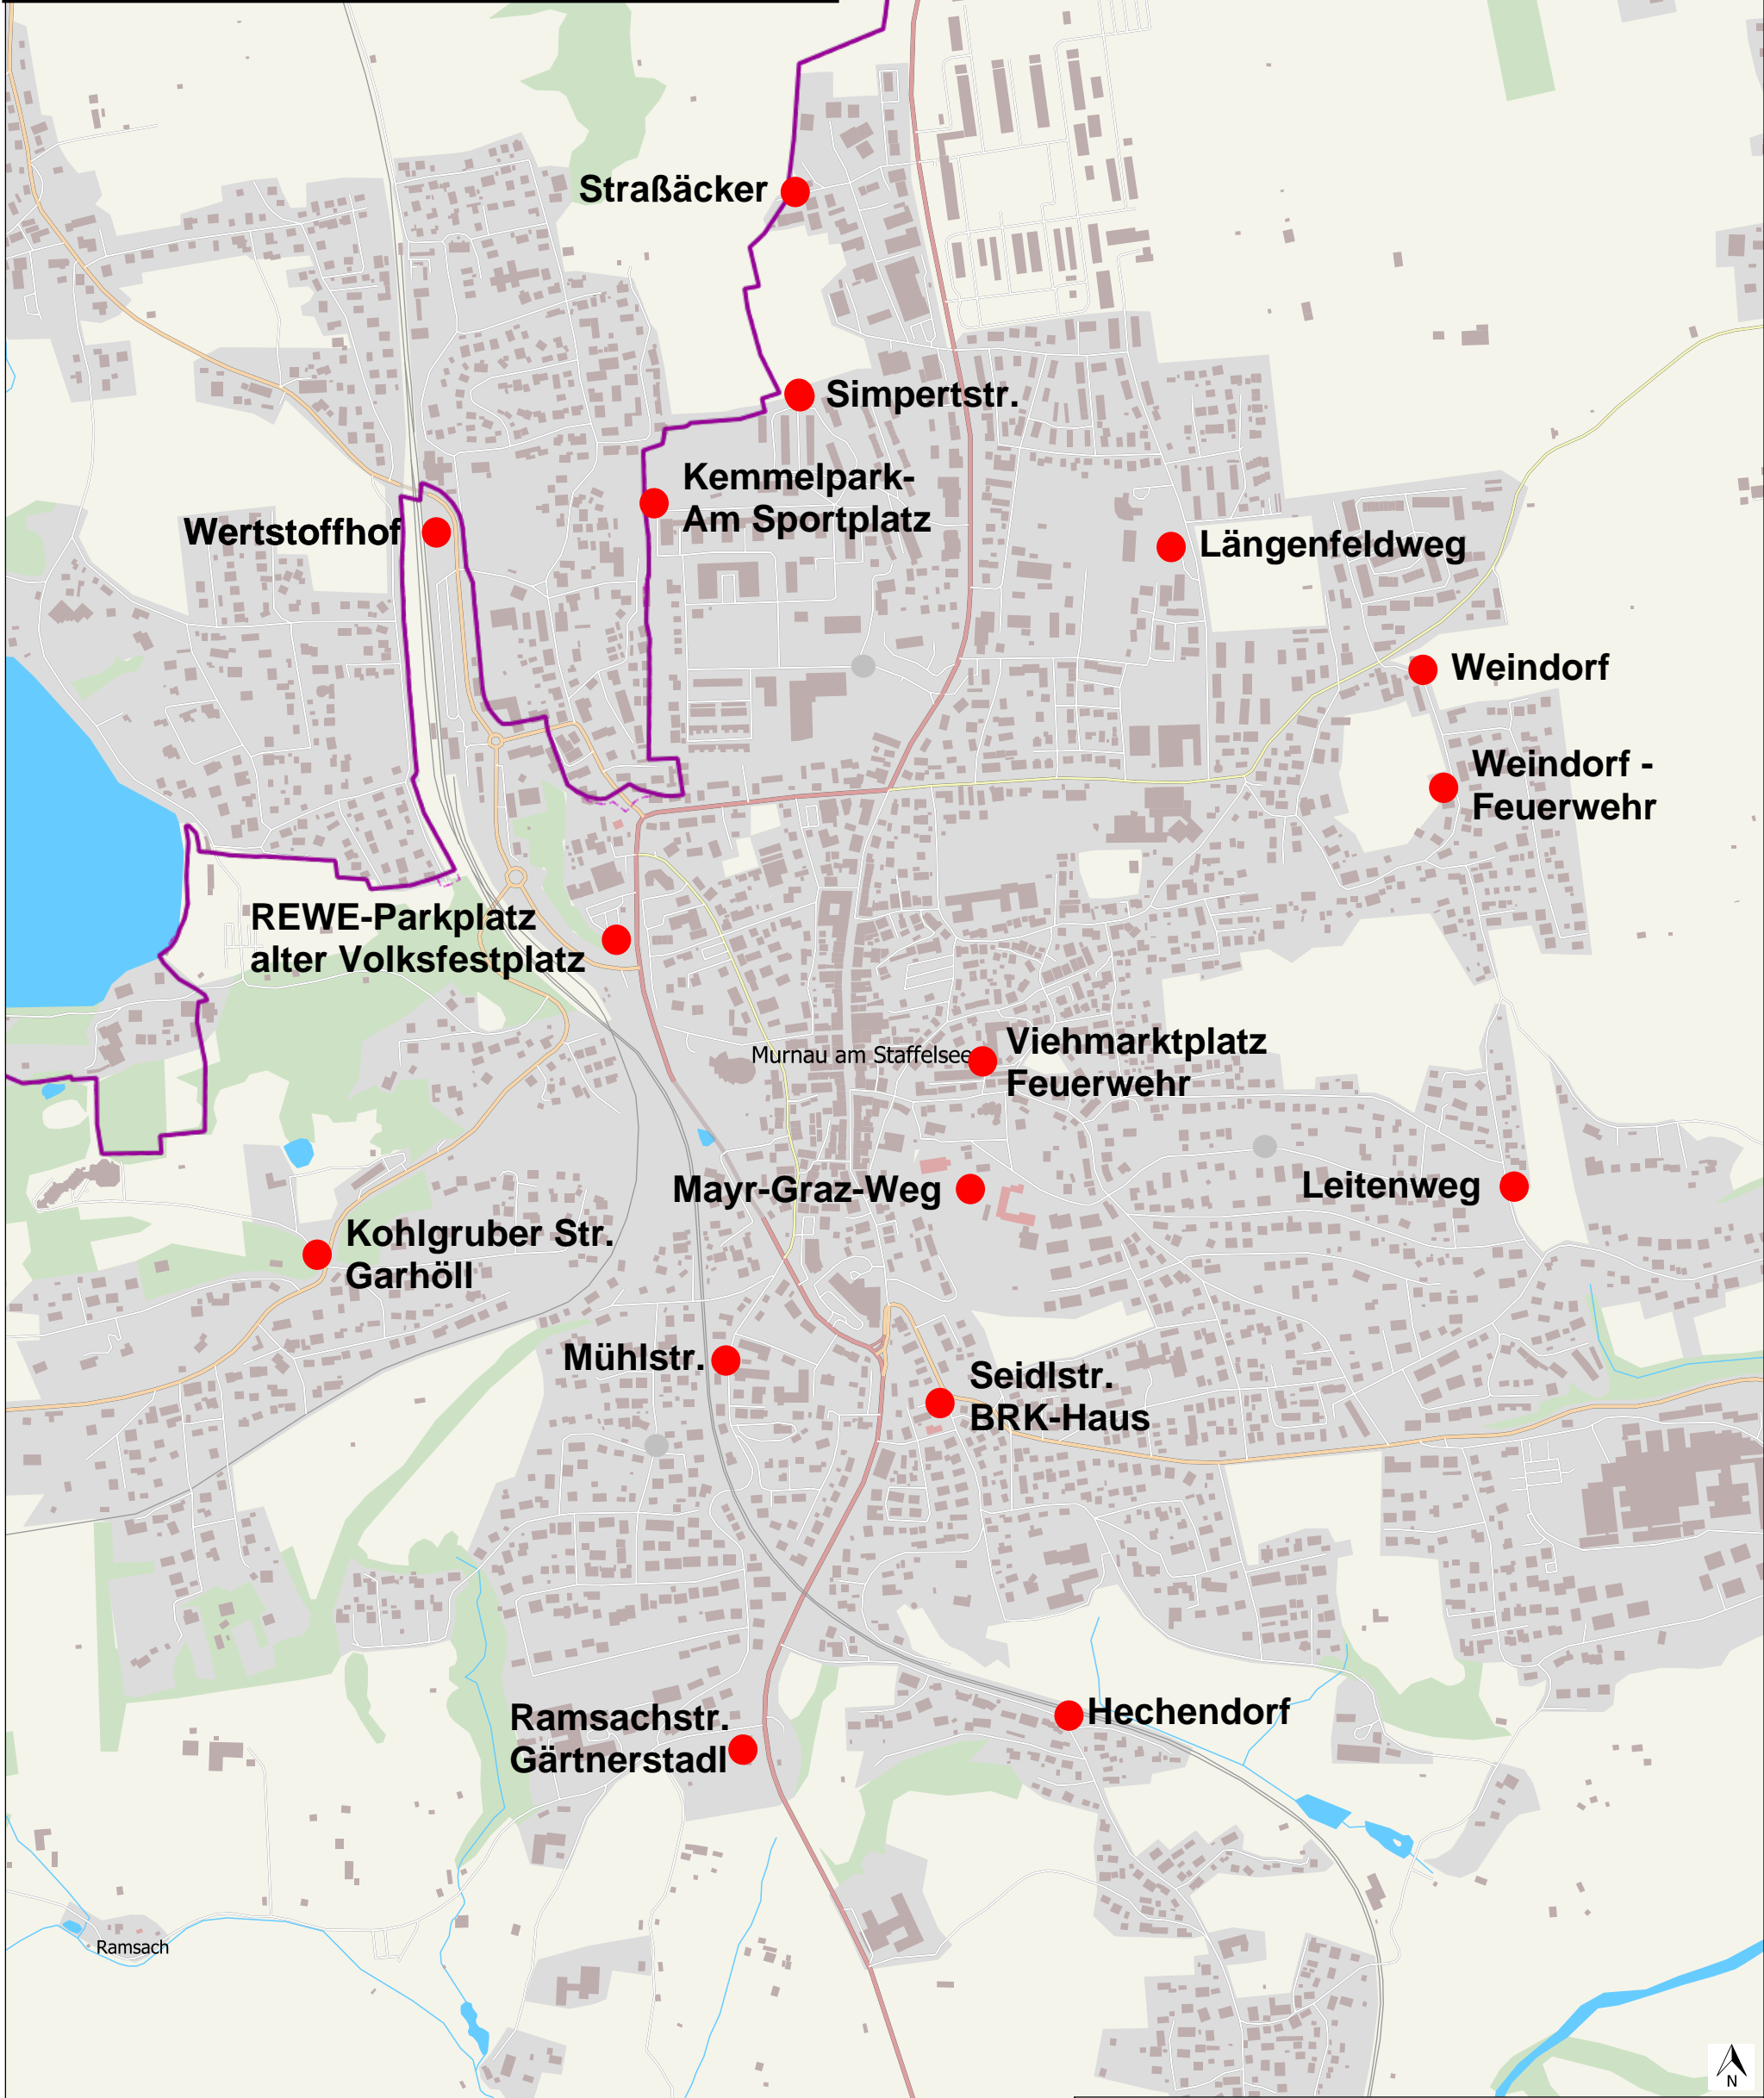 Straßäcker
Simpertstr.
Kemmelpark-
Am Sportplatz
Wertstoffhof
Längenfeldweg
Weindorf
Weindorf -
Feuerwehr
REWE-Parkplatz
alter Volksfestplatz
Viehmarktplatz
Feuerwehr
Murnau am Staffelsee
Mayr-Graz-Weg
Leitenweg
Kohlgruber Str.
Garhöll
Mühlstr.
Seidlstr.
BRK-Haus
Ramsachstr.
Gärtnerstadl
Hechendorf
Ramsach
N